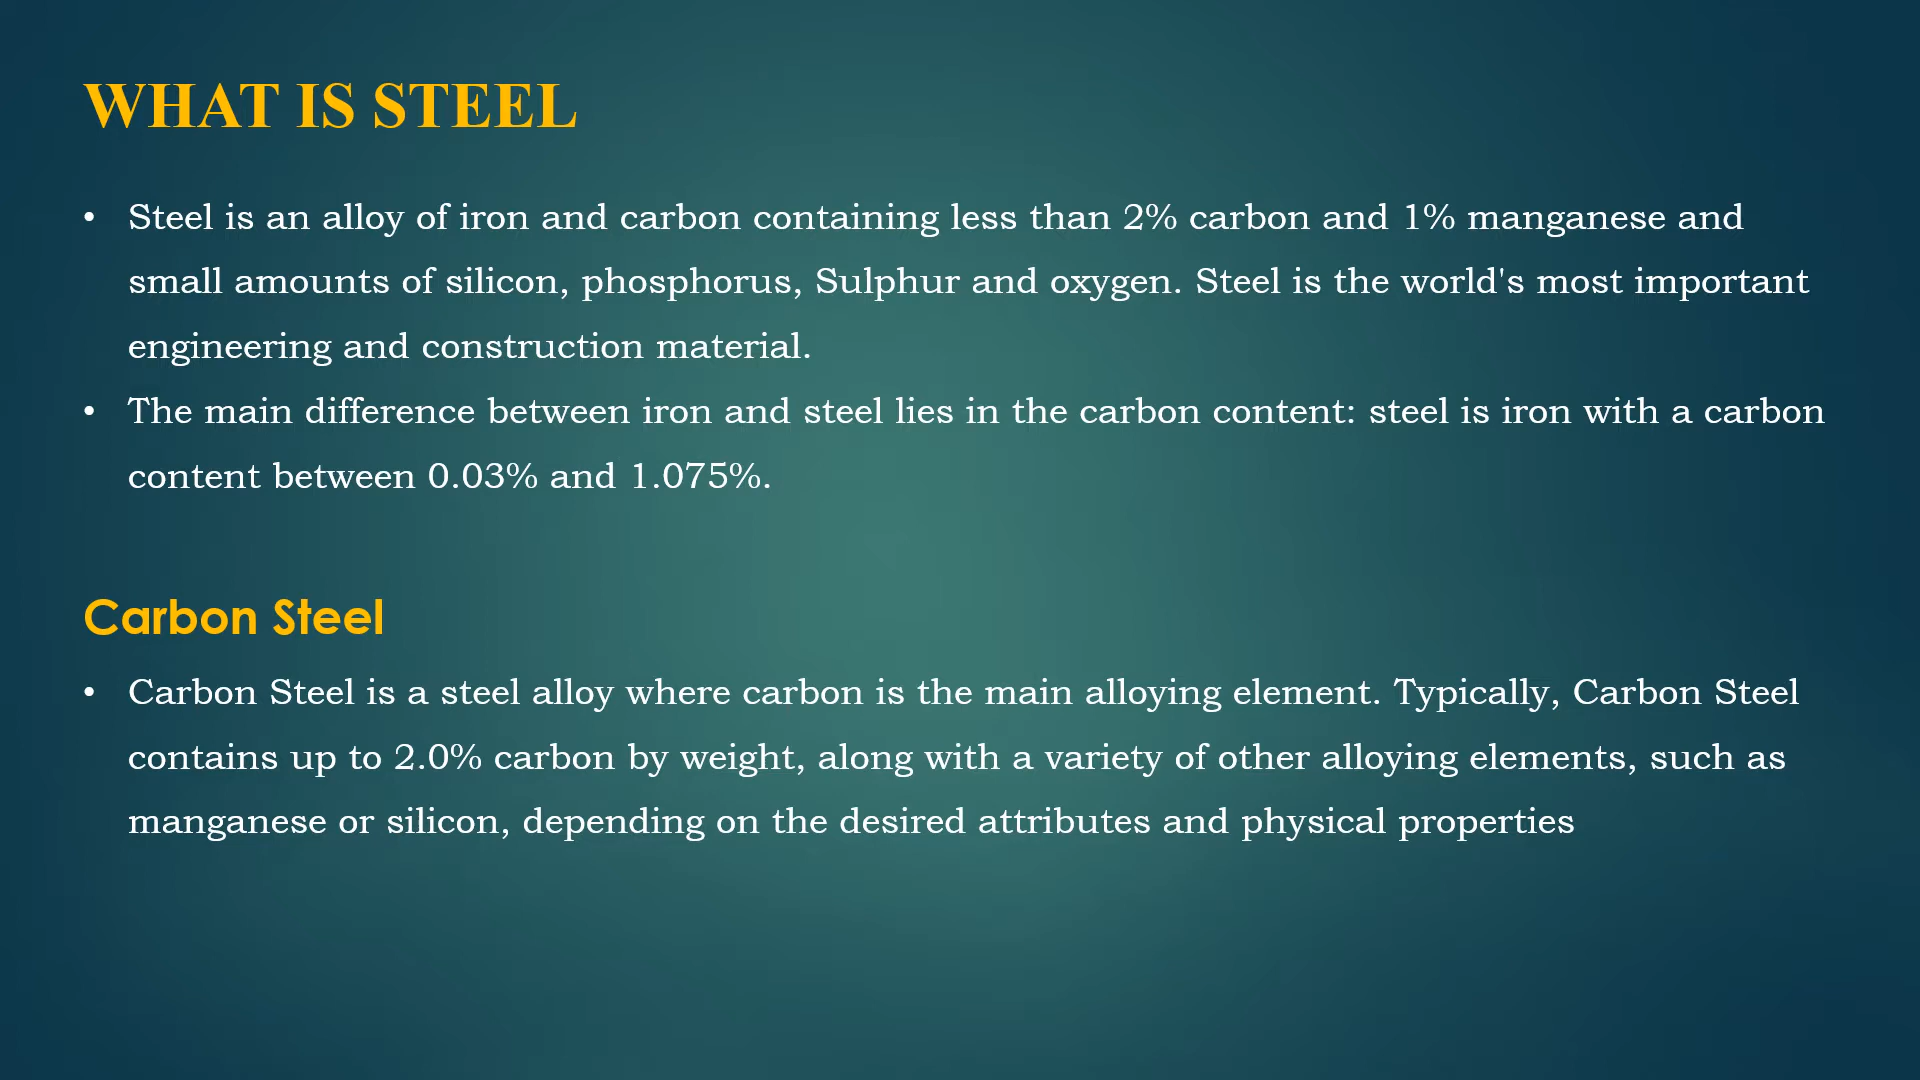 WHAT IS STEEL
• Steel is an alloy of iron and carbon containing less than 2% carbon and 1% manganese and
small amounts of silicon, phosphorus, Sulphur and oxygen. Steel is the world's most important
engineering and construction material.
• The main difference between iron and steel lies in the carbon content: steel is iron with a carbon
content between 0.03% and 1.075%.
Carbon Steel
• Carbon Steel is a steel alloy where carbon is the main alloying element. Typically, Carbon Steel
contains up to 2.0% carbon by weight, along with a variety of other alloying elements, such as
manganese or silicon, depending on the desired attributes and physical properties